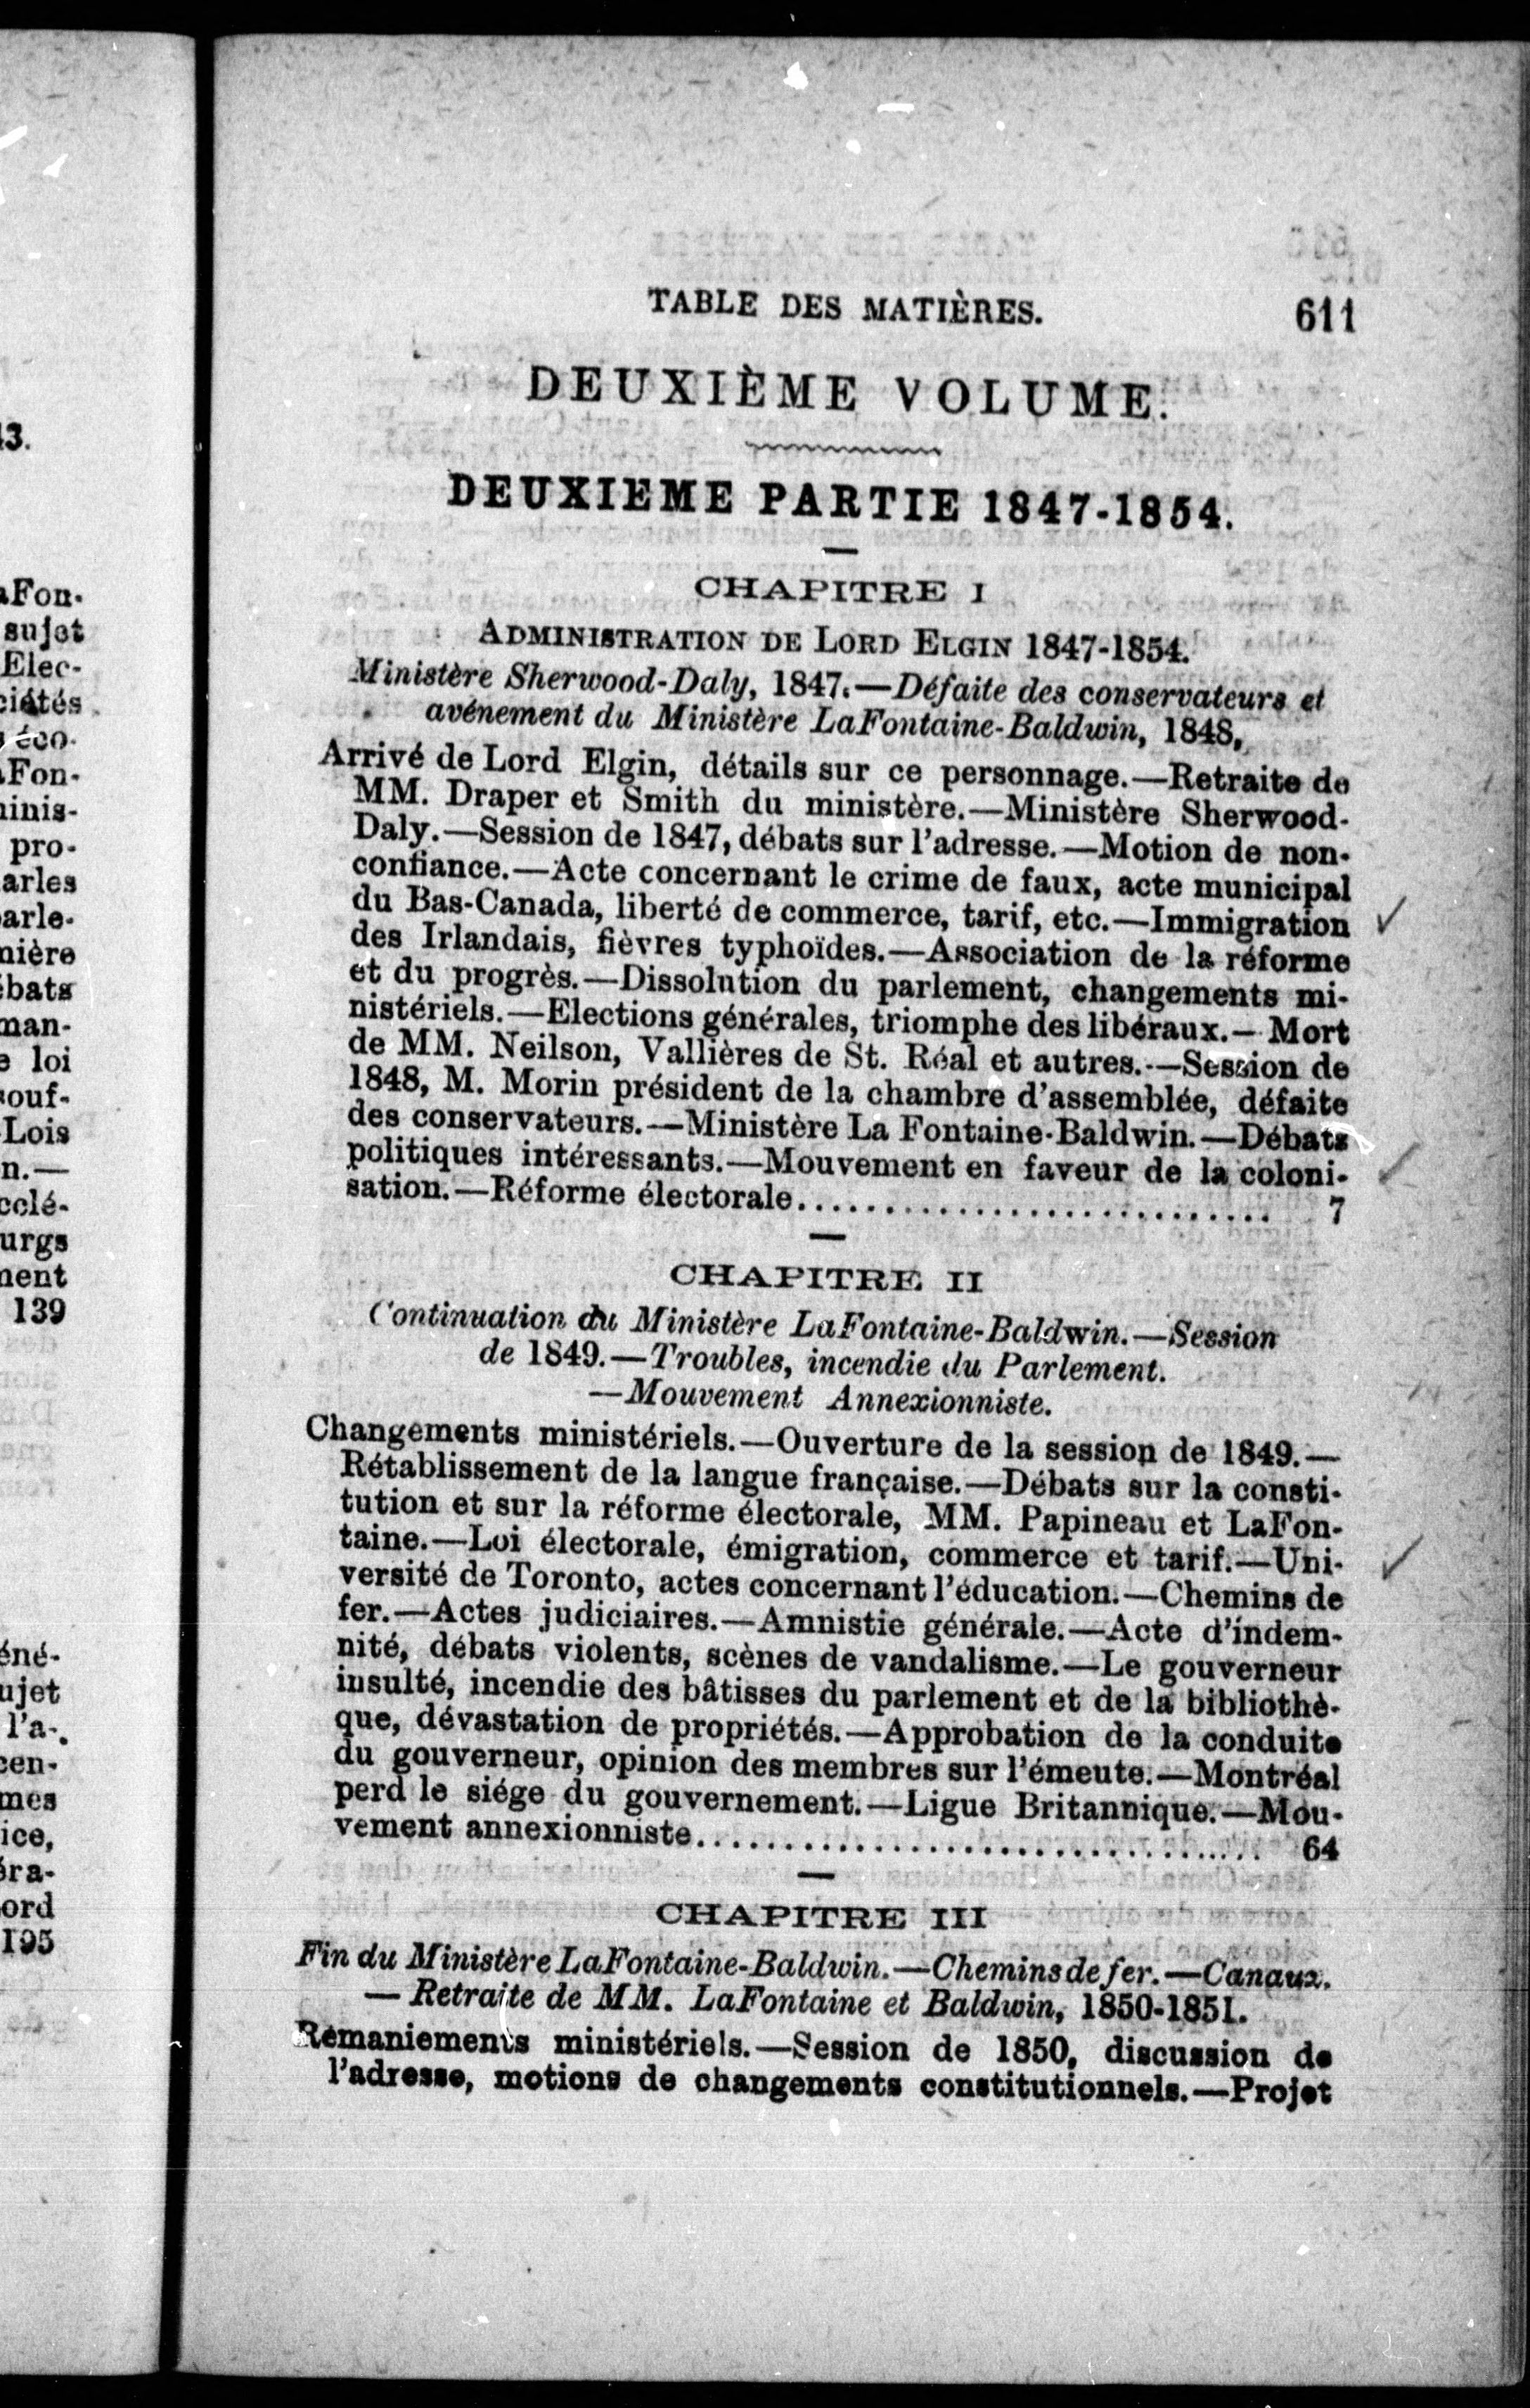 TABLE DES MATIÈRES. 611
DEUXIÈME VOLUME.
DEUXIEME PARTIE 1847-1854.
CHAPITRE I
ADMINISTRATION DE LORD ELGIN 1847-1854.
Ministère Sherwood-Daly, 1847.—Défaite des conservateurs et
avénement du Ministère LaFontaine-Baldwin, 1848,
Arrivé de Lord Elgin, détails sur ce personnage.—Retraite de
MM. Draper et Smith du ministère.—Ministère Sherwood-
Daly.—Session de 1847, débats sur l'adresse.—Motion de non-
confiance.—Acte concernant le crime de faux, acte municipal
du Bas-Canada, liberté de commerce, tarif, etc.—Immigration
des Irlandais, fièvres typhoïdes.—Association de la réforme
et du progrès.—Dissolution du parlement, changements mi-
nistériels.—Elections générales, triomphe des libéraux.—Mort
de MM. Neilson, Vallières de St. Réal et autres.—Session de
1848, M. Morin président de la chambre d'assemblée, défaite
des conservateurs.—Ministère La Fontaine-Baldwin.—Débats
politiques intéressants.—Mouvement en faveur de la coloni-
sation.—Réforme électorale............................ 7
CHAPITRE II
Continuation du Ministère LaFontaine-Baldwin.—Session
de 1849.—Troubles, incendie du Parlement.
—Mouvement Annexionniste.
Changements ministériels.—Ouverture de la session de 1849.—
Rétablissement de la langue française.—Débats sur la consti-
tution et sur la réforme électorale, MM. Papineau et LaFon-
taine.—Loi électorale, émigration, commerce et tarif.—Uni-
versité de Toronto, actes concernant l'éducation.—Chemins de
fer.—Actes judiciaires.—Amnistie générale.—Acte d'indem-
nité, débats violents, scènes de vandalisme.—Le gouverneur
insulté, incendie des bâtisses du parlement et de la bibliothè-
que, dévastation de propriétés.—Approbation de la conduite
du gouverneur, opinion des membres sur l'émeute.—Montréal
perd le siége du gouvernement.—Ligue Britannique.—Mou-
vement annexionniste.................................. 64
CHAPITRE III
Fin du Ministère LaFontaine-Baldwin.—Chemins de fer.—Canaux.
—Retraite de MM. LaFontaine et Baldwin, 1850-1851.
Remaniements ministériels.—Session de 1850, discussion de
l'adresse, motions de changements constitutionnels.—Projet